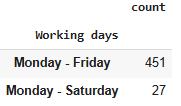 count
Working days
Monday - Friday 451
Monday - Saturday 27